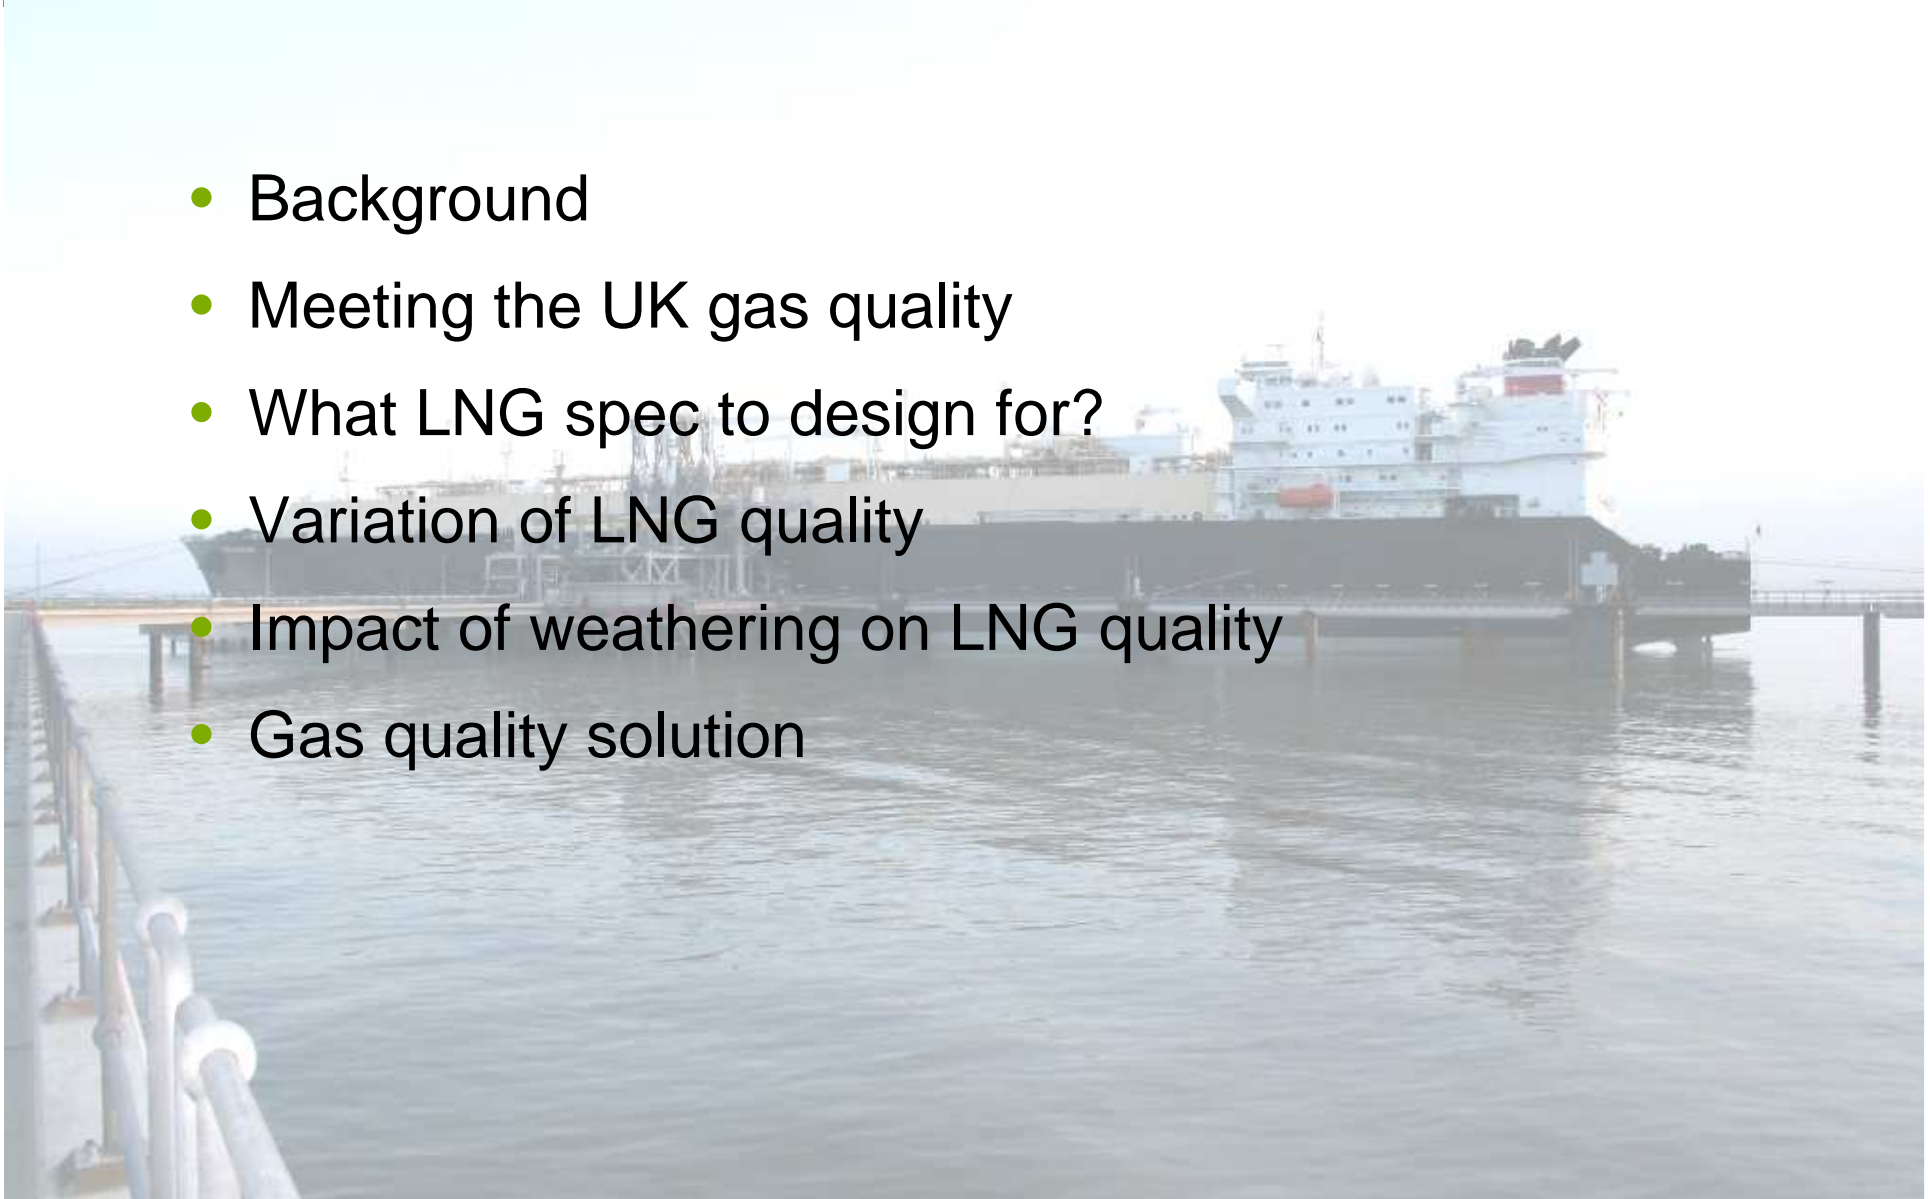 • Background
• Meeting the UK gas quality
• What LNG spec to design for?
• Variation of LNG quality
• Impact of weathering on LNG quality
• Gas quality solution